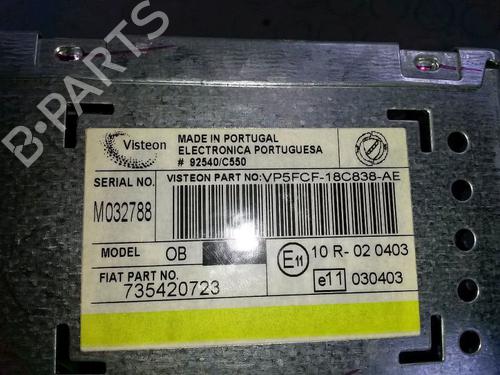 B-PARTS
Visteon
MADE IN PORTUGAL
ELECTRONICA PORTUGUESA
# 92540/C550
SERIAL NO.
M032788
VISTEON PART NO:VP5FCF-18C838-AE
MODEL OB
E11 10 R- 02 0403
FIAT PART NO.
735420723
e11 030403